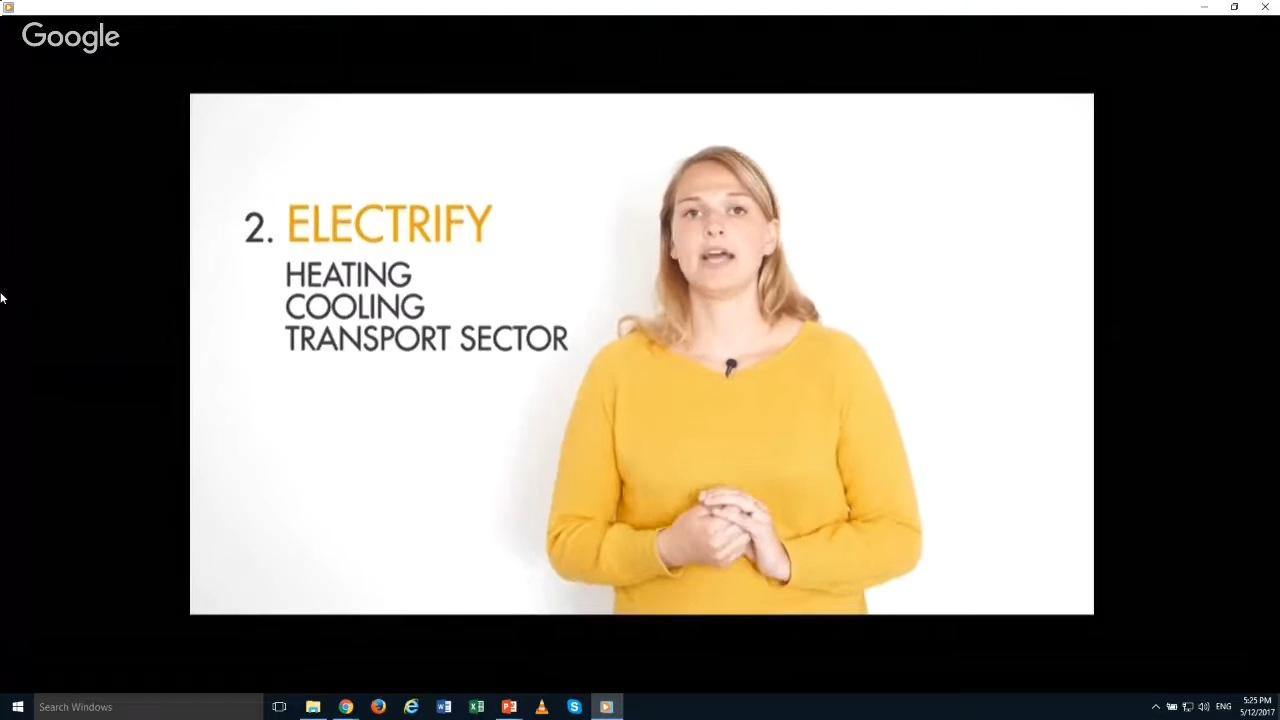 Google
2. ELECTRIFY
HEATING
COOLING
TRANSPORT SECTOR
Search Windows
ENG
5:25 PM
5/12/2017